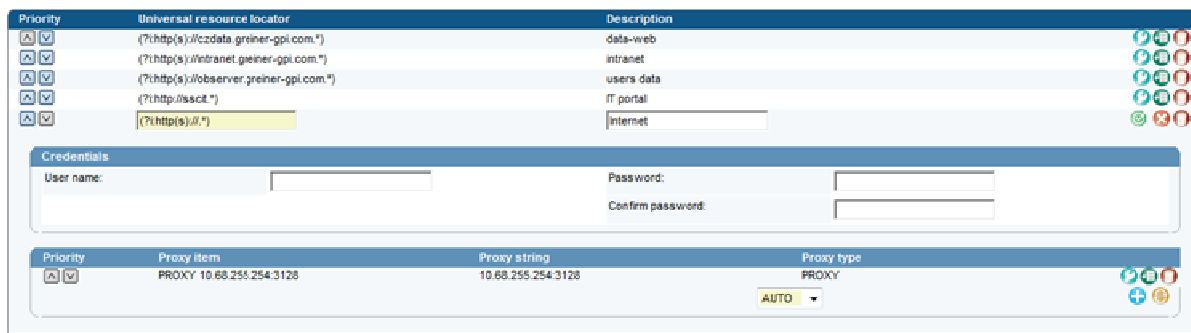 Priority Universal resource locator Description
(?i:http(s)://czdata.greiner-gpi.com.*) data-web
(?i:http(s)://intranet.greiner-gpi.com.*) intranet
(?i:http(s)://observer.greiner-gpi.com.*) users data
(?i:http://sscit.*) IT portal
(?i:http(s)://.*) Internet
Credentials
User name: Password:
Confirm password:
Priority Proxy item Proxy string Proxy type
PROXY 10.68.255.254:3128 10.68.255.254:3128 PROXY
AUTO